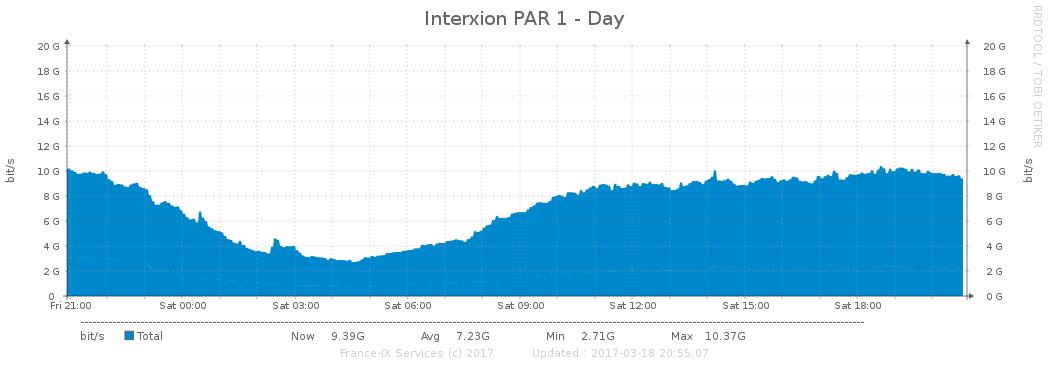 Interxion PAR 1 - Day
RRDTOOL / TOBI OETIKER
20 G 20 G
18 G 18 G
16 G 16 G
14 G 14 G
12 G 12 G
10 G 10 G
8 G 8 G
6 G 6 G
4 G 4 G
2 G 2 G
0 0 G
bit/s bit/s
Fri 21:00 Sat 00:00 Sat 03:00 Sat 06:00 Sat 09:00 Sat 12:00 Sat 15:00 Sat 18:00
bit/s Total Now 9.39G Avg 7.23G Min 2.71G Max 10.37G
France-IX Services (c) 2017 Updated : 2017-03-18 20:55:07